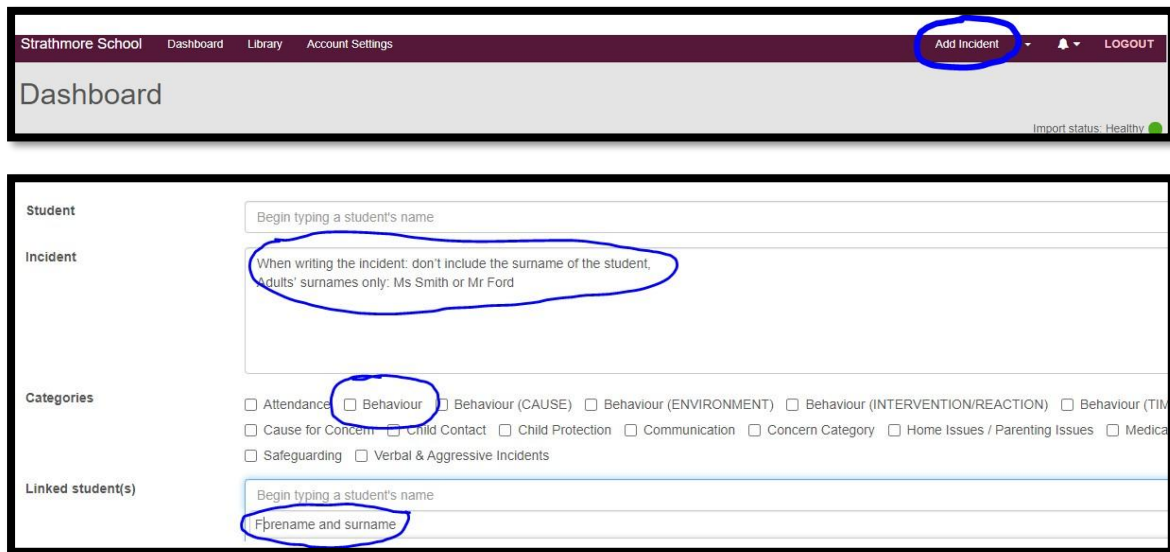 Strathmore School Dashboard Library Account Settings Add Incident LOGOUT
Dashboard
Import status: Healthy
Student Begin typing a student's name
Incident When writing the incident: don't include the surname of the student,
Adults' surnames only: Ms Smith or Mr Ford
Categories Attendance Behaviour Behaviour (CAUSE) Behaviour (ENVIRONMENT) Behaviour (INTERVENTION/REACTION) Behaviour (TIM
Cause for Concern Child Contact Child Protection Communication Concern Category Home Issues / Parenting Issues Medica
Safeguarding Verbal & Aggressive Incidents
Linked student(s) Begin typing a student's name
Forename and surname